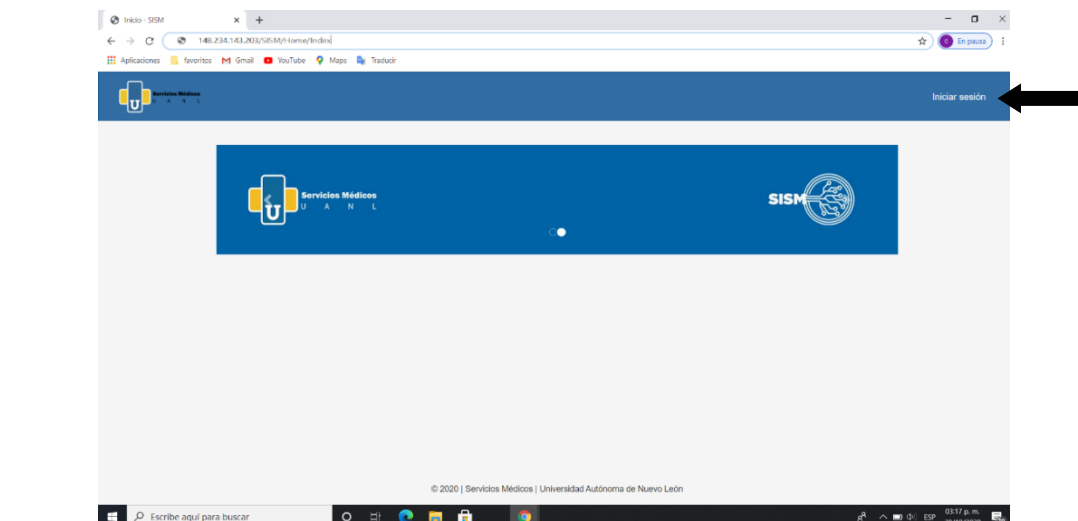 Inicio - SISM
148.234.143.203/SISM/Home/Index
En pausa
Aplicaciones favoritos Gmail YouTube Maps Traducir
Servicios Médicos
U A N L
Iniciar sesión
Servicios Médicos
U A N L
SISM
© 2020 | Servicios Médicos | Universidad Autónoma de Nuevo León
Escribe aquí para buscar
ESP
03:17 p. m.